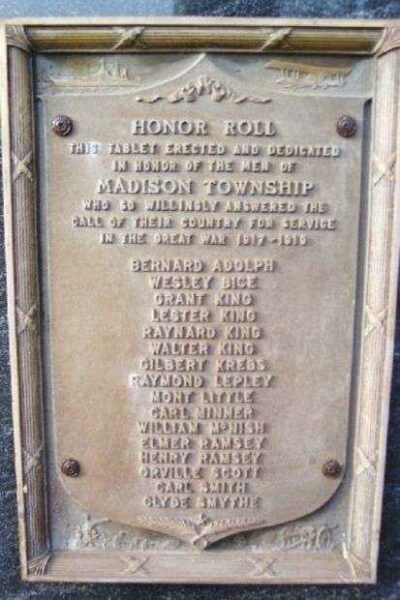 HONOR ROLL
THIS TABLET ERECTED AND DEDICATED
IN HONOR OF THE MEN OF
MADISON TOWNSHIP
WHO SO WILLINGLY ANSWERED THE
CALL OF THEIR COUNTRY FOR SERVICE
IN THE GREAT WAR 1917-1919
BERNARD ADOLPH
WESLEY DICE
GRANT KING
LESTER KING
RAYNARD KING
WALTER KING
GILBERT KREBS
RAYMOND LEPLEY
MONT LITTLE
CARL MINNER
WILLIAM McNISH
ELMER RAMSEY
HENRY RAMSEY
ORVILLE SCOTT
CARL SMITH
CLYDE SMYTHE